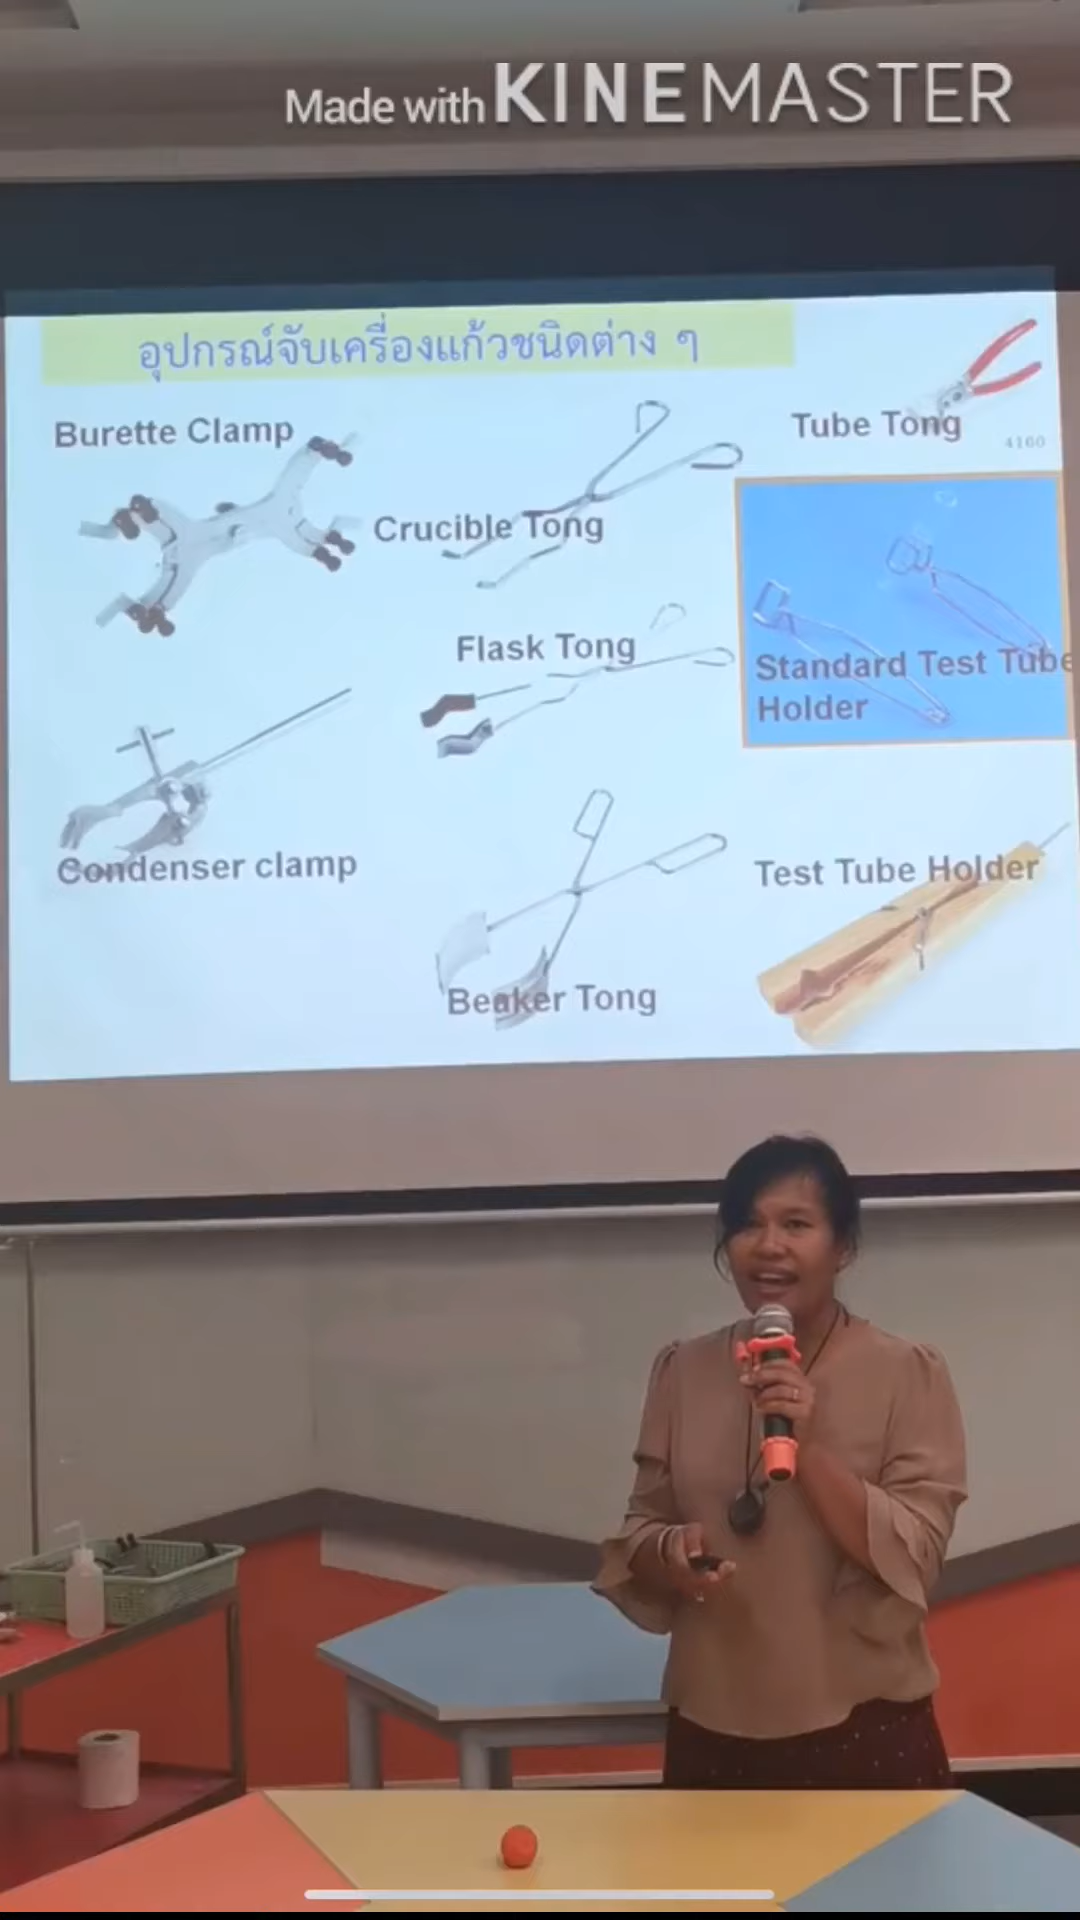 Made with KINEMASTER
อุปกรณ์จับเครื่องแก้วชนิดต่าง ๆ
Burette Clamp
Tube Tong
4160
Crucible Tong
Flask Tong
Standard Test Tube
Holder
Condenser clamp
Test Tube Holder
Beaker Tong